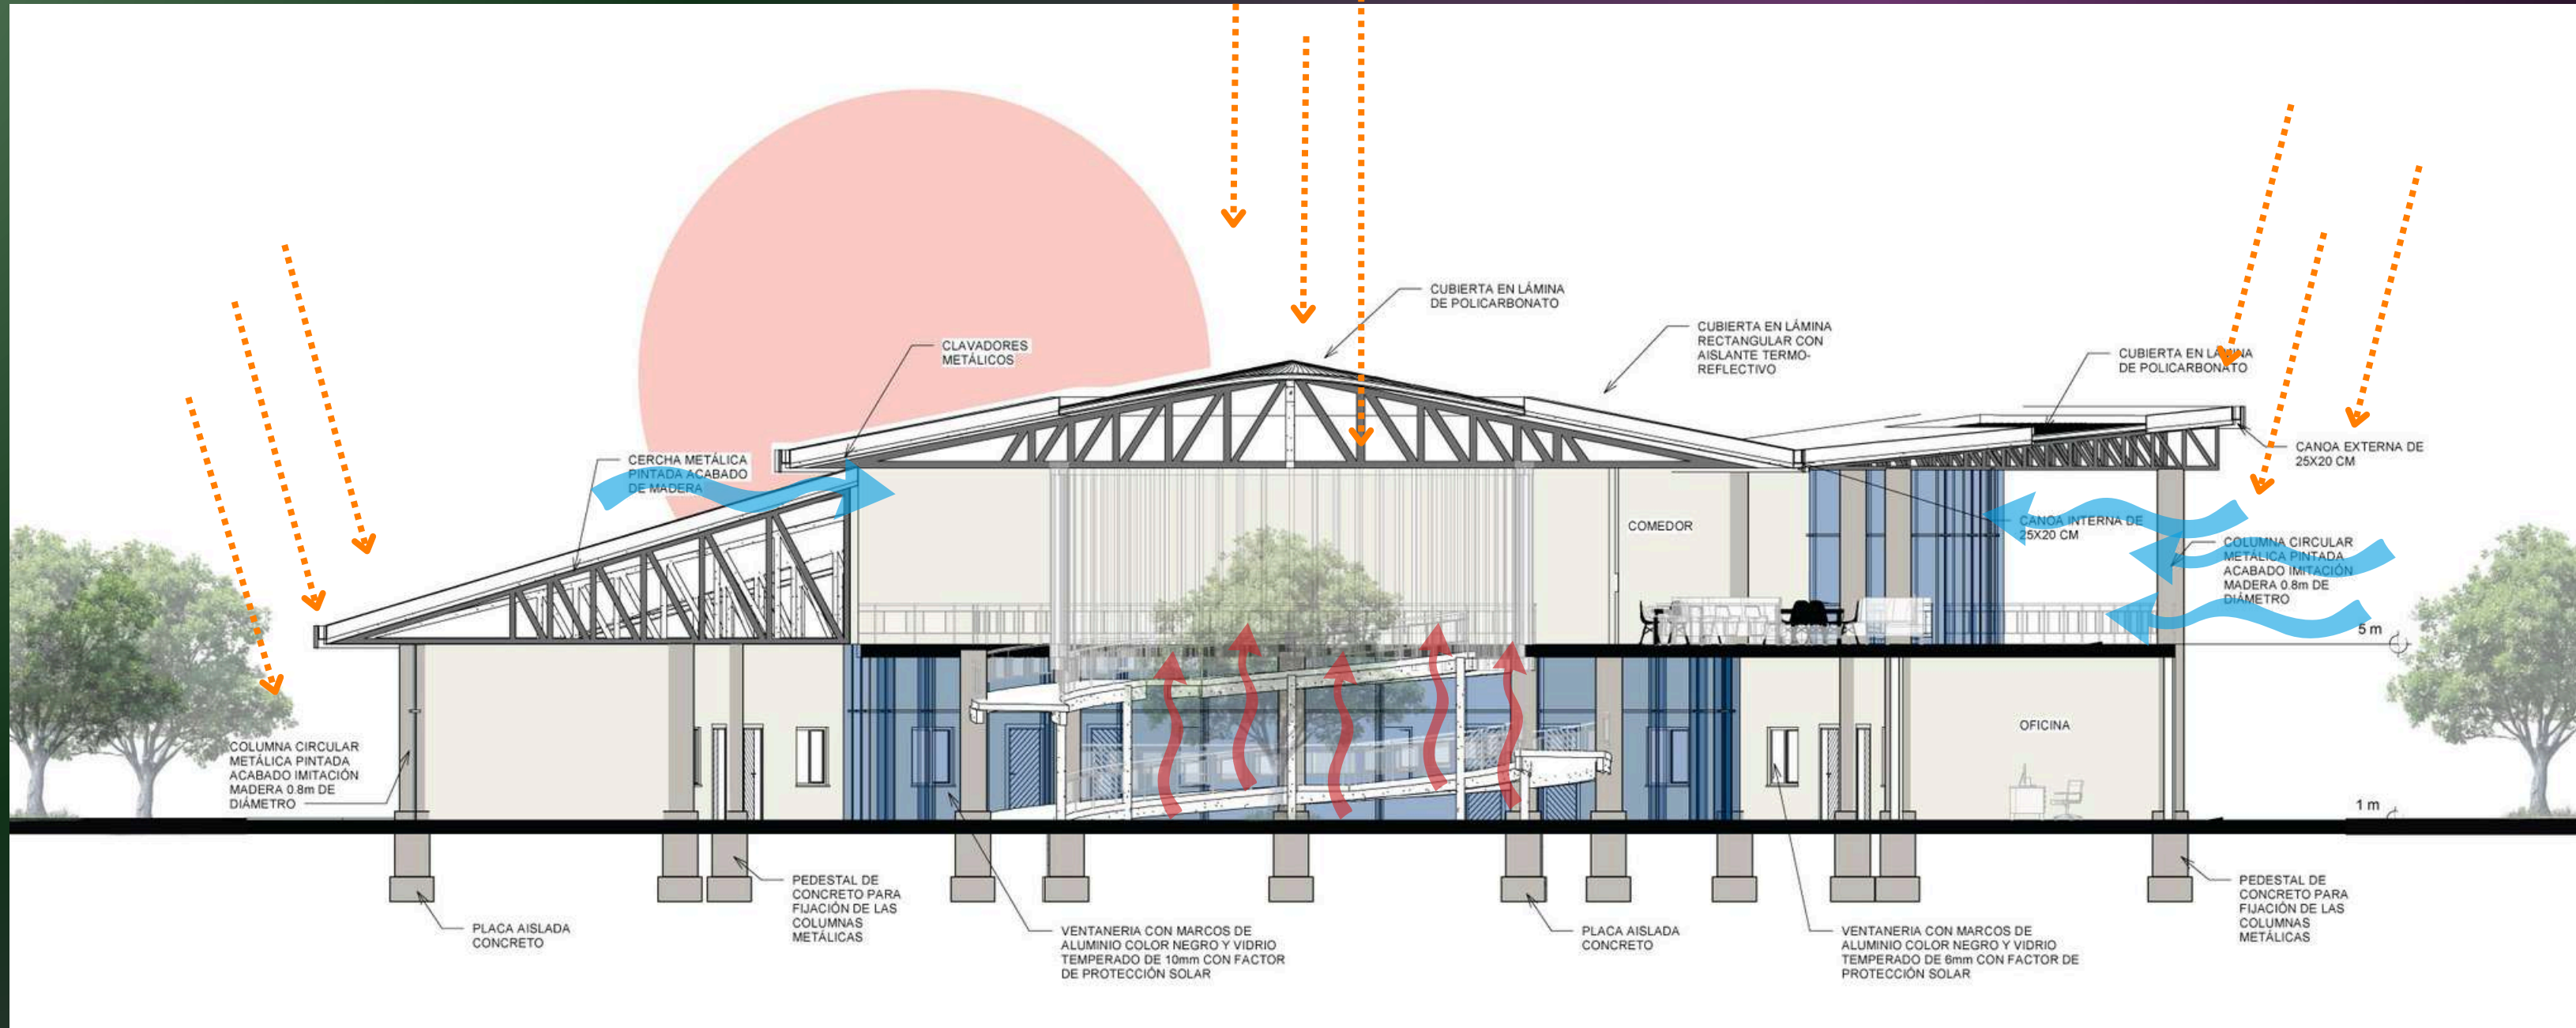 CUBIERTA EN LÁMINA
DE POLICARBONATO
CUBIERTA EN LÁMINA
RECTANGULAR CON
AISLANTE TERMO-
REFLECTIVO
CLAVADORES
METÁLICOS
CUBIERTA EN LÁMINA
DE POLICARBONATO
CERCHA METÁLICA
PINTADA ACABADO
DE MADERA
CANOA EXTERNA DE
25X20 CM
COMEDOR
CANOA INTERNA DE
25X20 CM
COLUMNA CIRCULAR
METÁLICA PINTADA
ACABADO IMITACIÓN
MADERA 0.8m DE
DIÁMETRO
5 m
OFICINA
COLUMNA CIRCULAR
METÁLICA PINTADA
ACABADO IMITACIÓN
MADERA 0.8m DE
DIÁMETRO
1 m
PLACA AISLADA
CONCRETO
PEDESTAL DE
CONCRETO PARA
FIJACIÓN DE LAS
COLUMNAS
METÁLICAS
VENTANERIA CON MARCOS DE
ALUMINIO COLOR NEGRO Y VIDRIO
TEMPERADO DE 10mm CON FACTOR
DE PROTECCIÓN SOLAR
PLACA AISLADA
CONCRETO
VENTANERIA CON MARCOS DE
ALUMINIO COLOR NEGRO Y VIDRIO
TEMPERADO DE 6mm CON FACTOR DE
PROTECCIÓN SOLAR
PEDESTAL DE
CONCRETO PARA
FIJACIÓN DE LAS
COLUMNAS
METÁLICAS